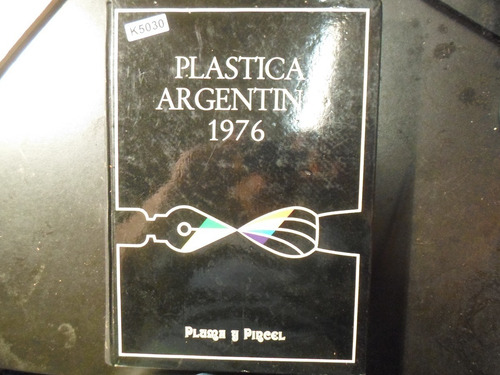 K5030
PLASTICA
ARGENTIN
1976
PLUMA Y PINCEL